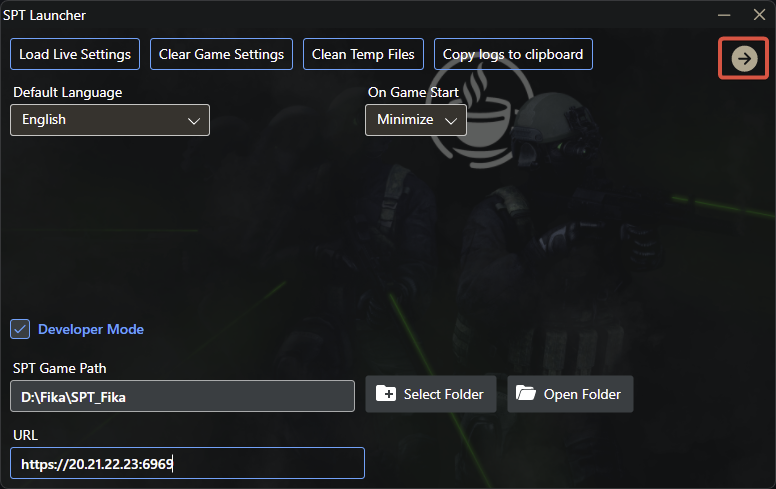 SPT Launcher
Load Live Settings
Clear Game Settings
Clean Temp Files
Copy logs to clipboard
Default Language
On Game Start
English
Minimize
Developer Mode
SPT Game Path
D:\Fika\SPT_Fika
Select Folder
Open Folder
URL
https://20.21.22.23:6969